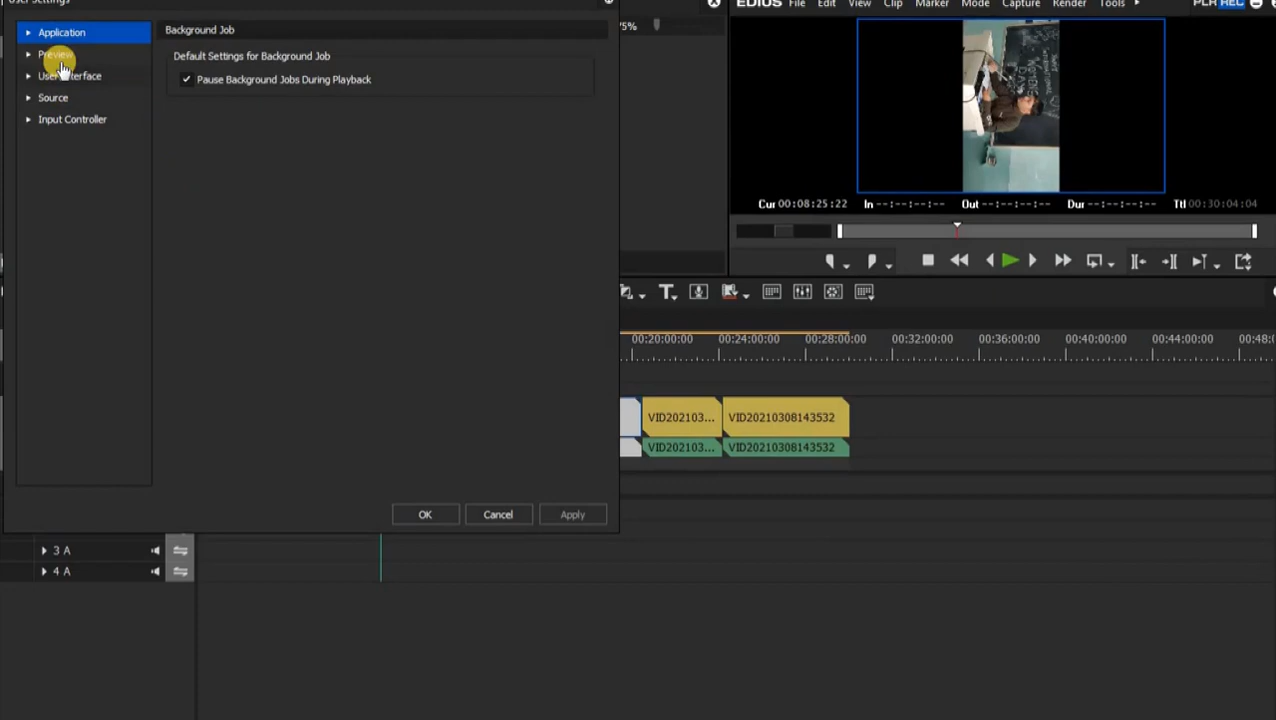 User Settings
EDIUS File Edit View Clip Marker Mode Capture Render Tools
PLR REC
75%
Application
Preview
User Interface
Source
Input Controller
Background Job
Default Settings for Background Job
Pause Background Jobs During Playback
OK Cancel Apply
Cur 00:08:25:22 In --:--:--:-- Out --:--:--:-- Dur --:--:--:-- Ttl 00:30:04:04
00:20:00:00 00:24:00:00 00:28:00:00 00:32:00:00 00:36:00:00 00:40:00:00 00:44:00:00 00:48:0
VID202103... VID20210308143532
VID202103... VID20210308143532
3 A
4 A